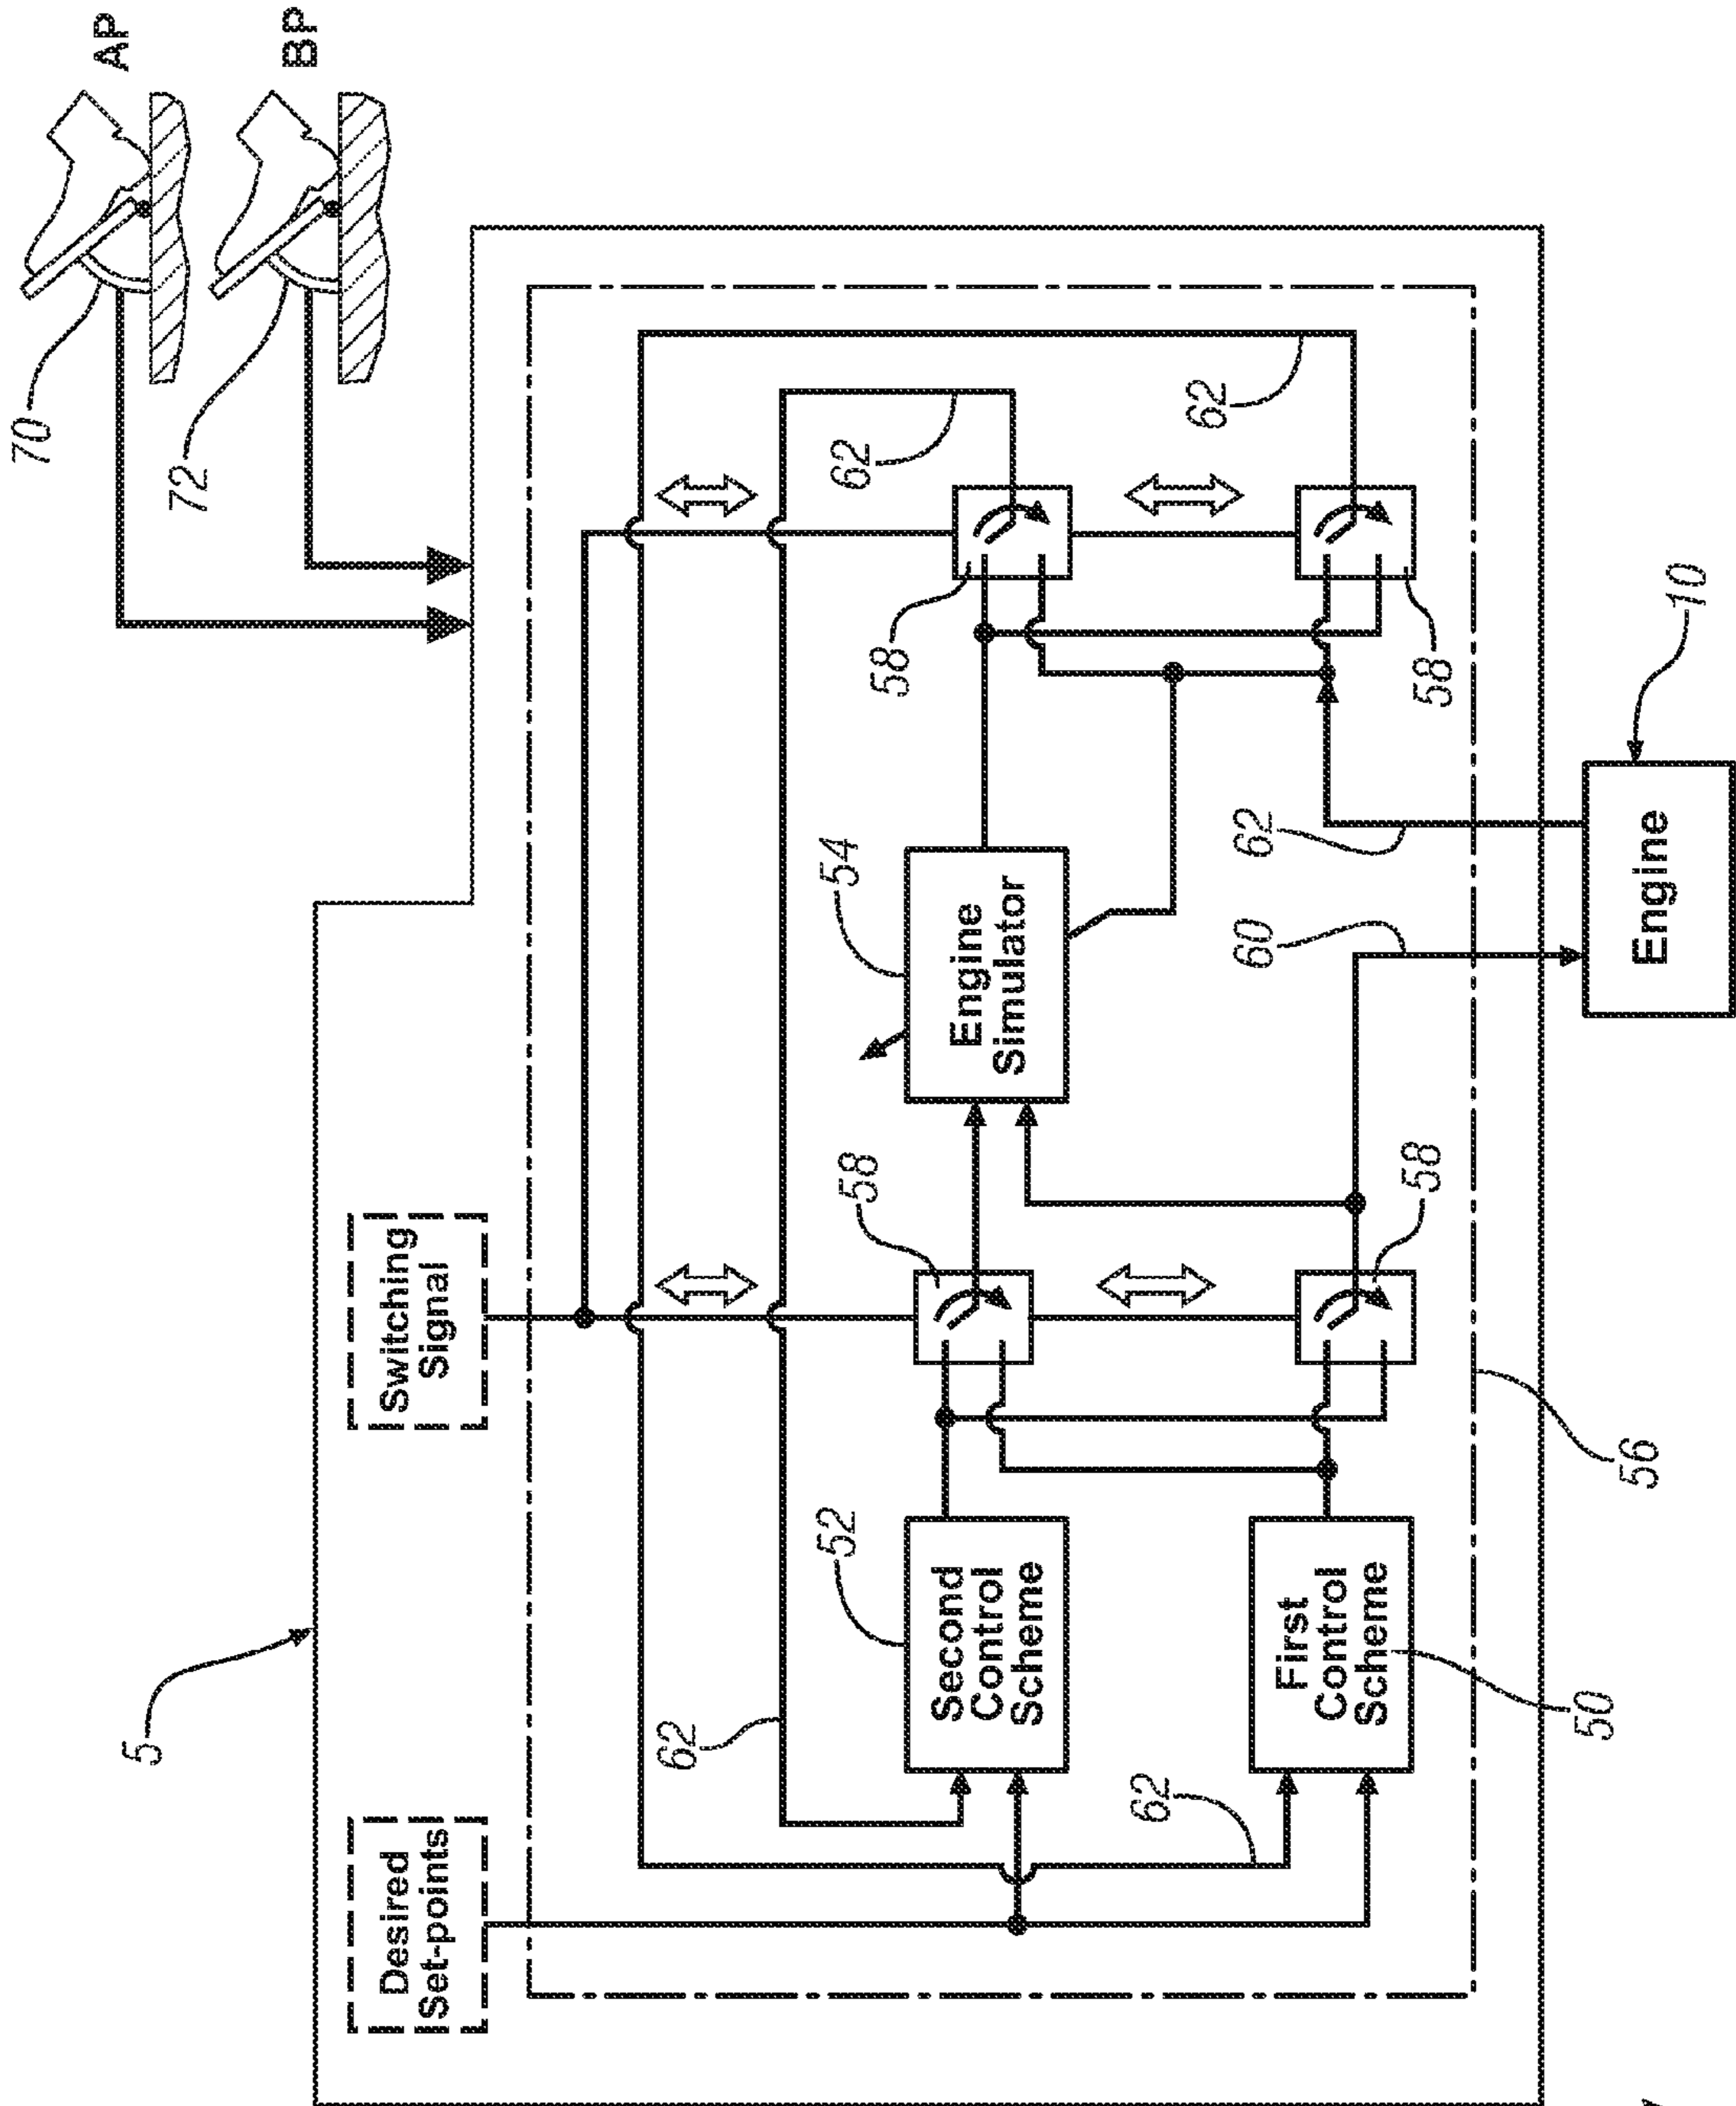 AP
BP
70
72
5
Desired
Set-points
Switching
Signal
62
62
62
52
Second
Control
Scheme
58
54
Engine
Simulator
58
62
First
Control
Scheme
50
58
60
62
58
56
Engine
10